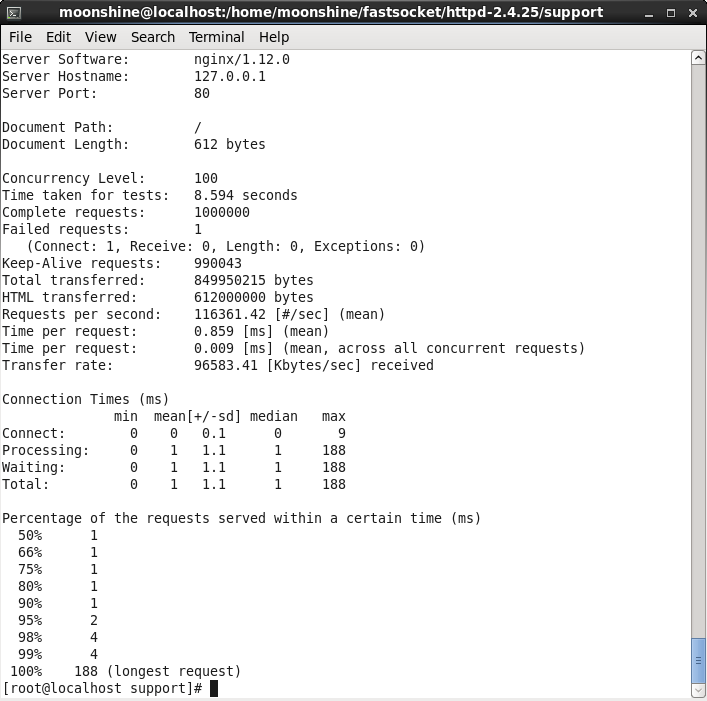 moonshine@localhost:/home/moonshine/fastsocket/httpd-2.4.25/support
File Edit View Search Terminal Help
Server Software:        nginx/1.12.0
Server Hostname:        127.0.0.1
Server Port:            80

Document Path:          /
Document Length:        612 bytes

Concurrency Level:      100
Time taken for tests:   8.594 seconds
Complete requests:      1000000
Failed requests:        1
   (Connect: 1, Receive: 0, Length: 0, Exceptions: 0)
Keep-Alive requests:    990043
Total transferred:      849950215 bytes
HTML transferred:       612000000 bytes
Requests per second:    116361.42 [#/sec] (mean)
Time per request:       0.859 [ms] (mean)
Time per request:       0.009 [ms] (mean, across all concurrent requests)
Transfer rate:          96583.41 [Kbytes/sec] received

Connection Times (ms)
              min  mean[+/-sd] median   max
Connect:        0    0   0.1      0       9
Processing:     0    1   1.1      1     188
Waiting:        0    1   1.1      1     188
Total:          0    1   1.1      1     188

Percentage of the requests served within a certain time (ms)
  50%      1
  66%      1
  75%      1
  80%      1
  90%      1
  95%      2
  98%      4
  99%      4
 100%    188 (longest request)
[root@localhost support]#